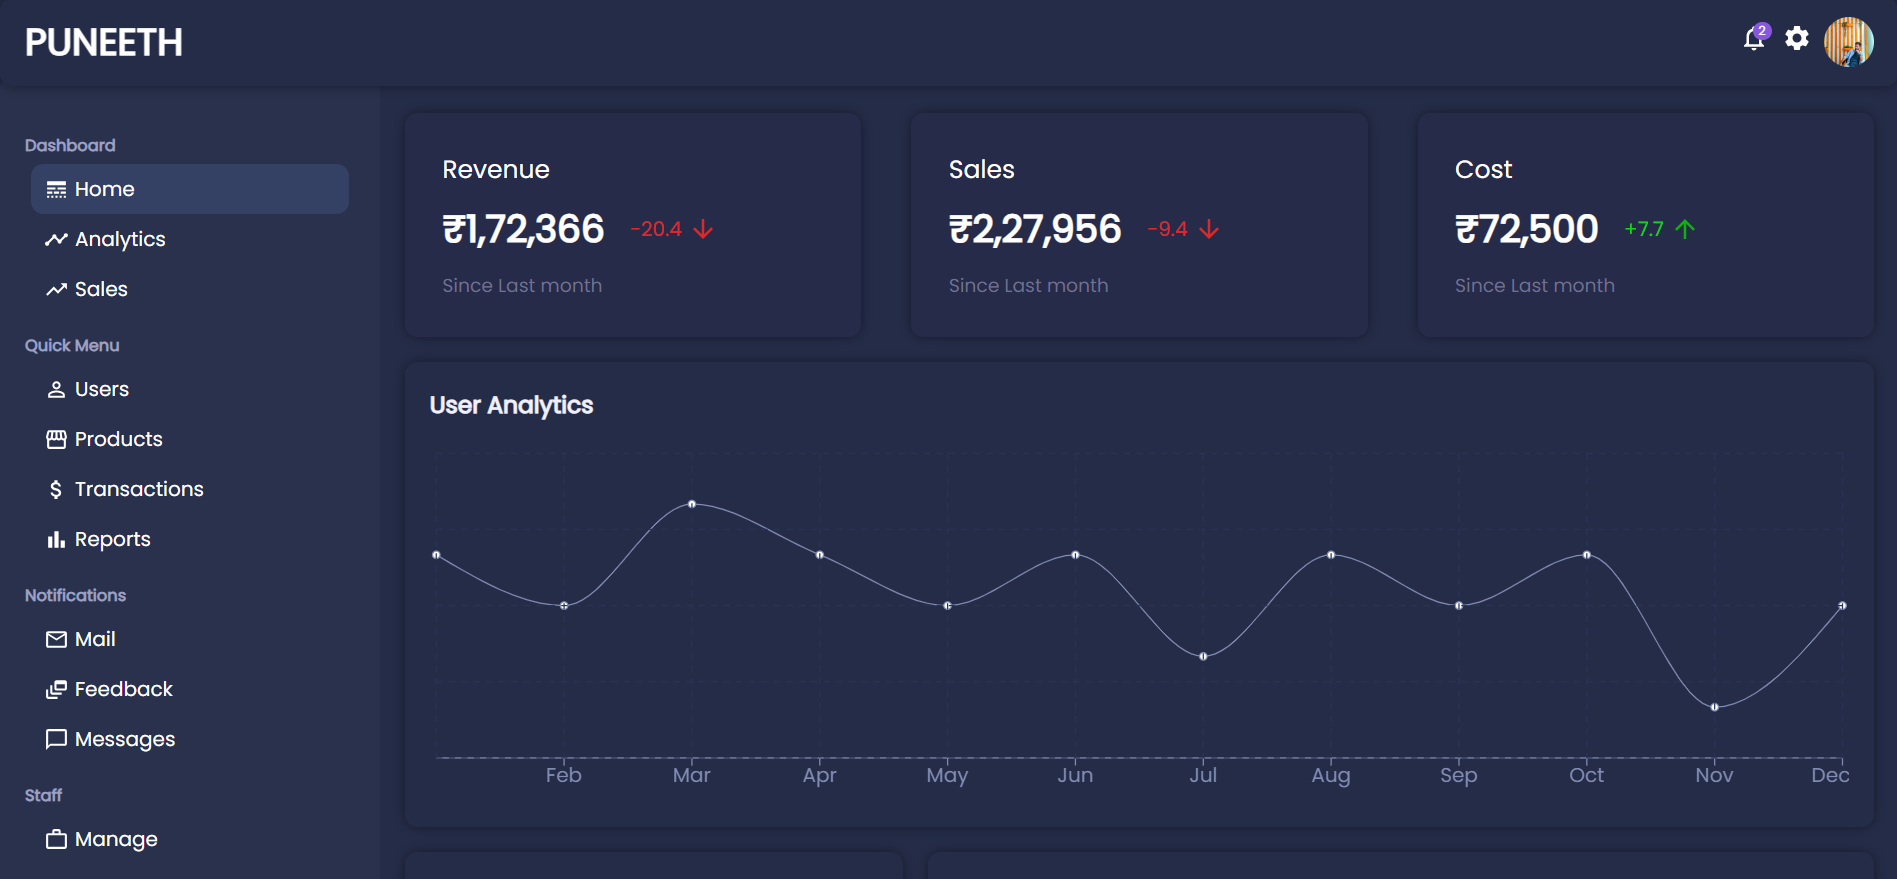 PUNEETH
2
Dashboard
Home
Analytics
Sales
Quick Menu
Users
Products
Transactions
Reports
Notifications
Mail
Feedback
Messages
Staff
Manage
Revenue
₹1,72,366 -20.4
Since Last month
Sales
₹2,27,956 -9.4
Since Last month
Cost
₹72,500 +7.7
Since Last month
User Analytics
Feb Mar Apr May Jun Jul Aug Sep Oct Nov Dec